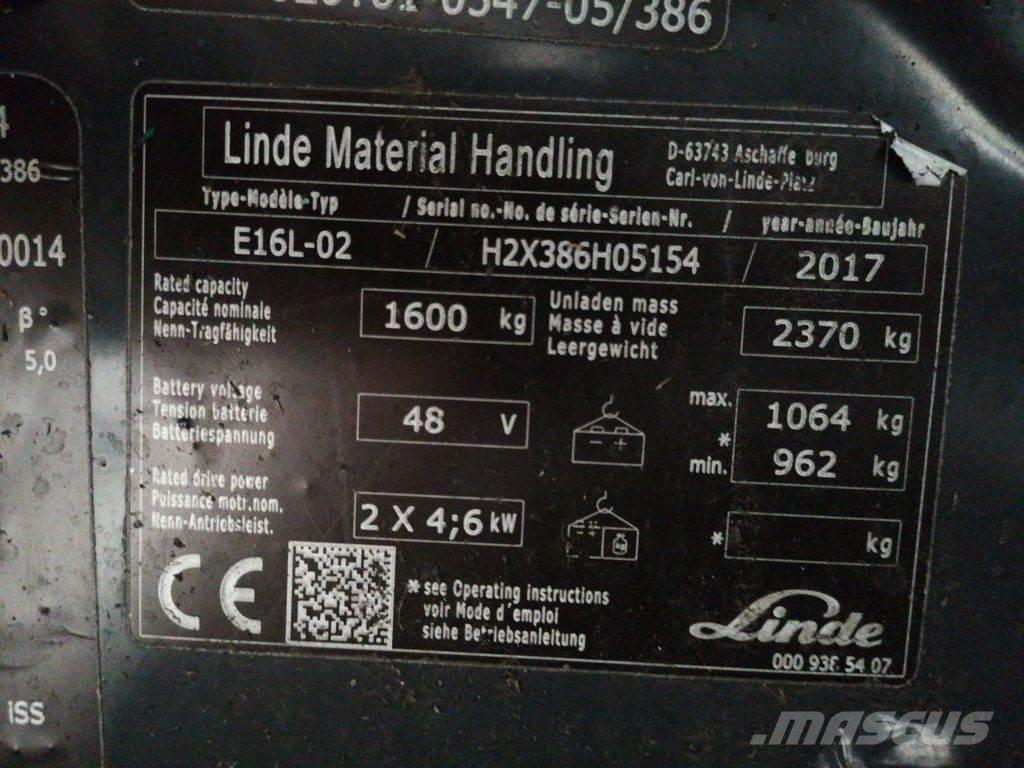 0347-05/386
4
386
0014
β°
5,0
ISS
Linde Material Handling
D-63743 Aschaffe burg
Carl-von-Linde-Platz
Type-Modèle-Typ / Serial no.-No. de série-Serien-Nr. / year-année-Baujahr
E16L-02 / H2X386H05154 / 2017
Rated capacity
Capacité nominale
Nenn-Tragfähigkeit
1600 kg
Unladen mass
Masse à vide
Leergewicht
2370 kg
Battery voltage
Tension batterie
Batteriespannung
48 V
- +
max. 1064 kg
*
min. 962 kg
Rated drive power
Puissance motr.nom.
Nenn-Antriebsleist.
2 X 4;6 kW
kg
* kg
CE
* see Operating instructions
voir Mode d´emploi
siehe Betriebsanleitung
Linde
000 938 54 07
MASCUS